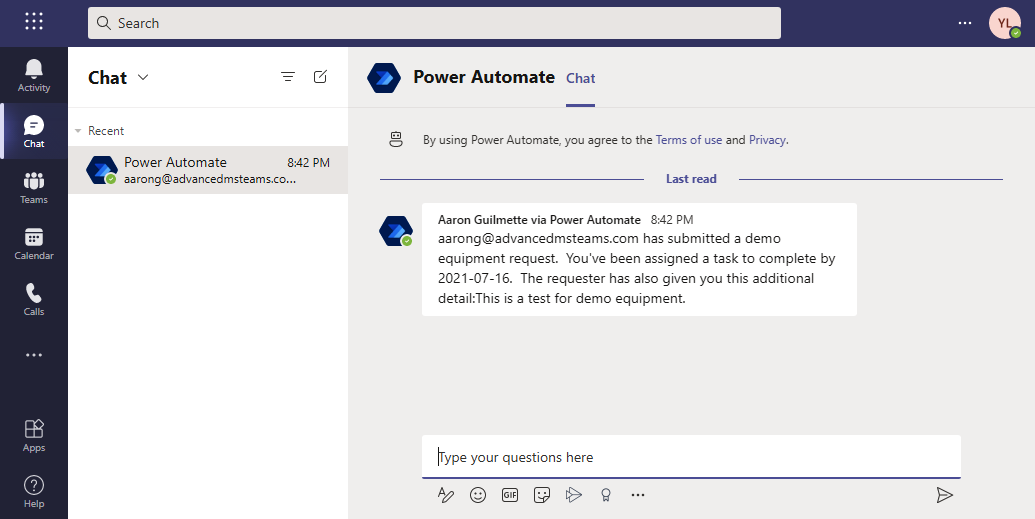 Search
YL
Activity
Chat
Teams
Calendar
Calls
Apps
Help
Chat
Recent
Power Automate 8:42 PM
aarong@advancedmsteams.co...
Power Automate Chat
By using Power Automate, you agree to the Terms of use and Privacy.
Last read
Aaron Guilmette via Power Automate 8:42 PM
aarong@advancedmsteams.com has submitted a demo
equipment request. You've been assigned a task to complete by
2021-07-16. The requester has also given you this additional
detail:This is a test for demo equipment.
Type your questions here
GIF